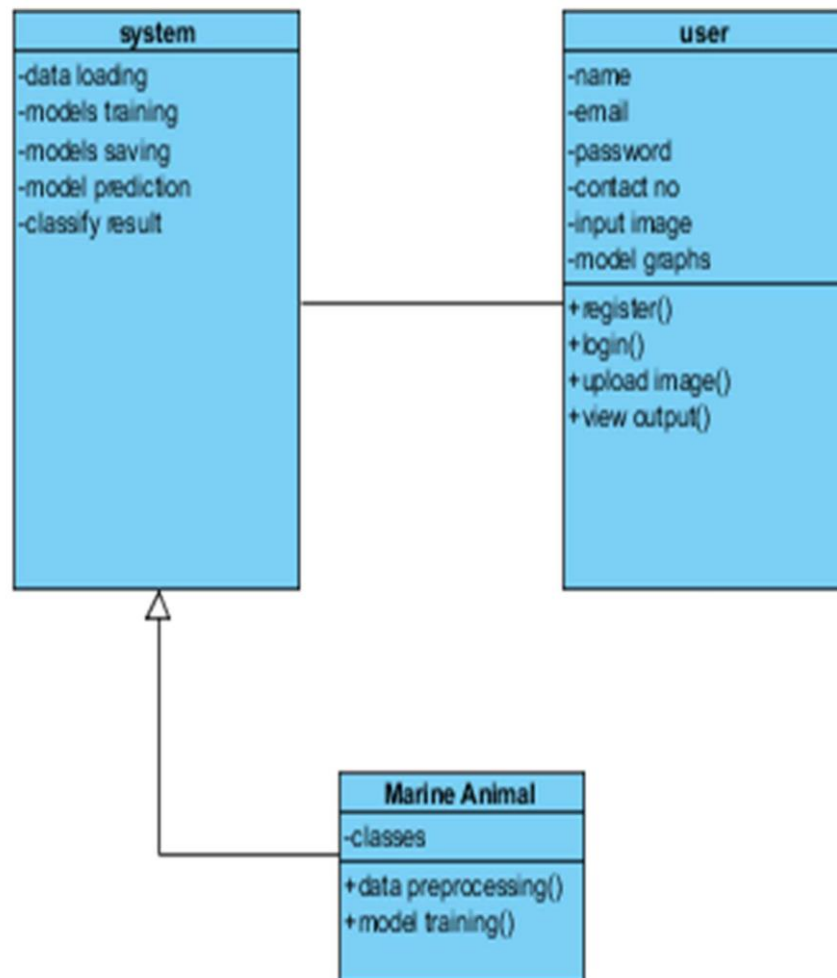 system
-data loading
-models training
-models saving
-model prediction
-classify result
user
-name
-email
-password
-contact no
-input image
-model graphs
+register()
+login()
+upload image()
+view output()
Marine Animal
-classes
+data preprocessing()
+model training()